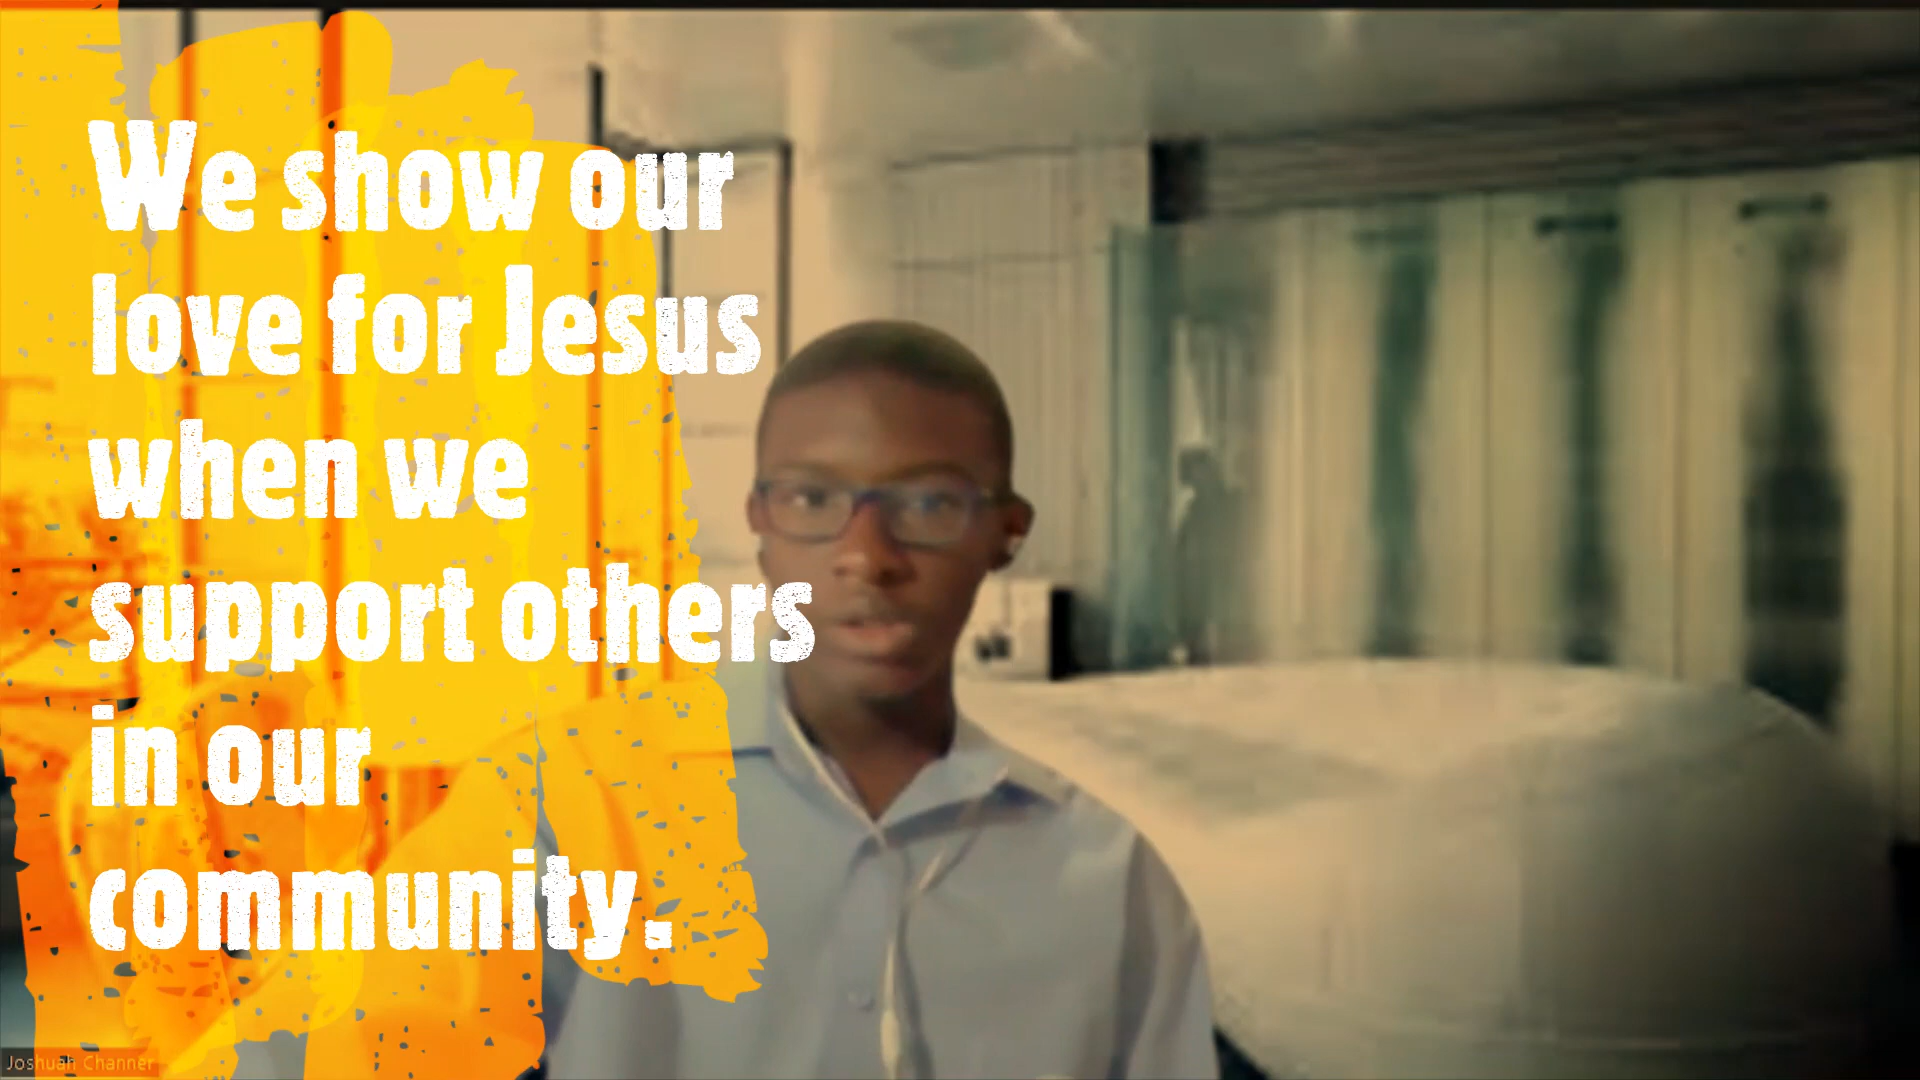 We show our
love for Jesus
when we
support others
in our
community.
Joshuah Channer